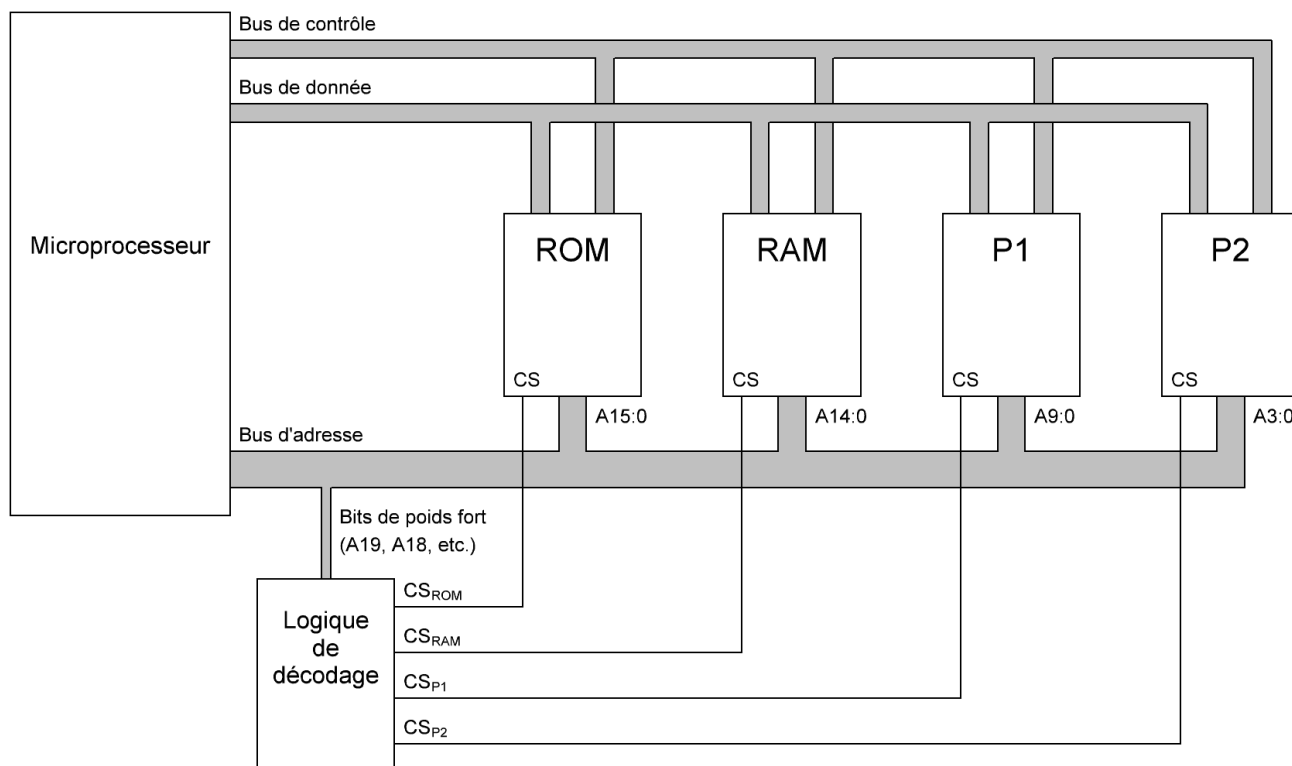 Bus de contrôle
Bus de donnée
Microprocesseur
ROM
RAM
P1
P2
CS
CS
CS
CS
A15:0
A14:0
A9:0
A3:0
Bus d'adresse
Bits de poids fort
(A19, A18, etc.)
Logique
de
décodage
CSROM
CSRAM
CSP1
CSP2